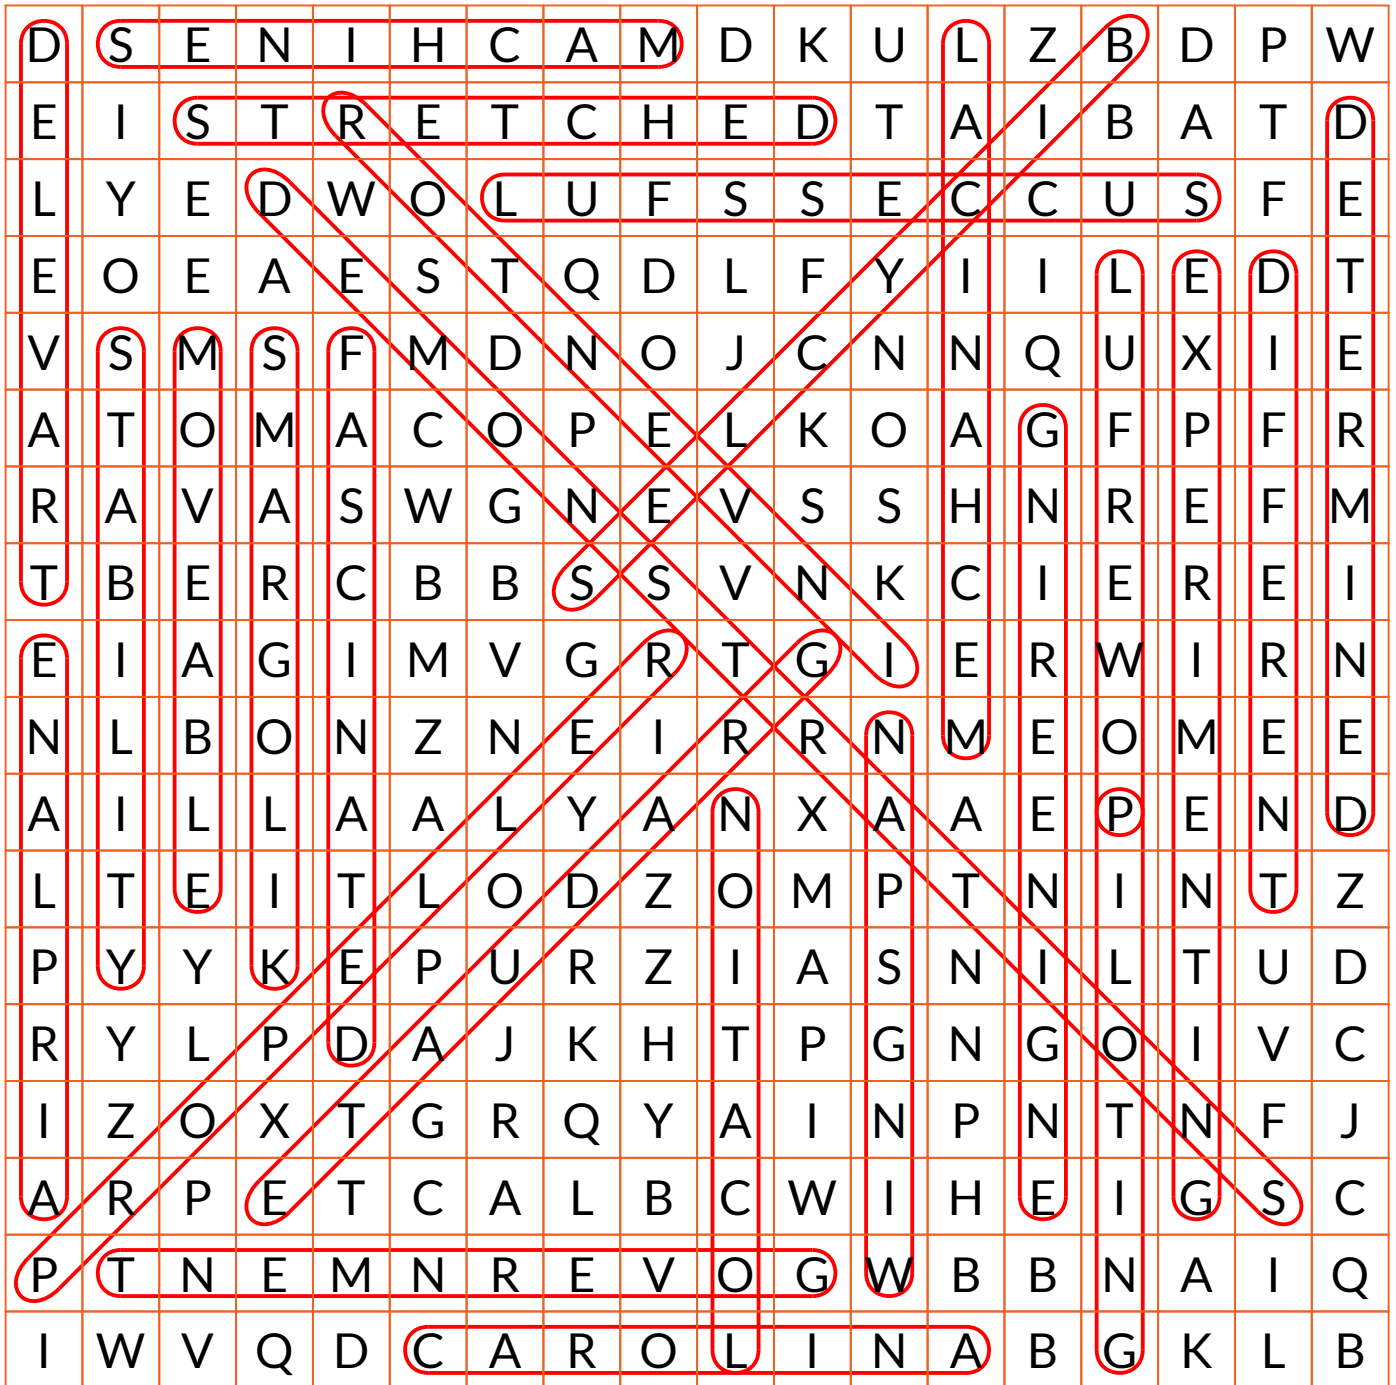 D S E N I H C A M D K U L Z B D P W
E I S T R E T C H E D T A I B A T D
L Y E D W O L U F S S E C C U S F E
E O E A E S T Q D L F Y I I L E D T
V S M S F M D N O J C N N Q U X I E
A T O M A C O P E L K O A G F P F R
R A V A S W G N E V S S H N R E F M
T B E R C B B S S V N K C I E R E I
E I A G I M V G R T G I E R W I R N
N L B O N Z N E I R R N M E O M E E
A I L L A A L Y A N X A A E P E N D
L T E I T L O D Z O M P T N I N T Z
P Y Y K E P U R Z I A S N I L T U D
R Y L P D A J K H T P G N G O I V C
I Z O X T G R Q Y A I N P N T N F J
A R P E T C A L B C W I H E I G S C
P T N E M N R E V O G W B B N A I Q
I W V Q D C A R O L I N A B G K L B